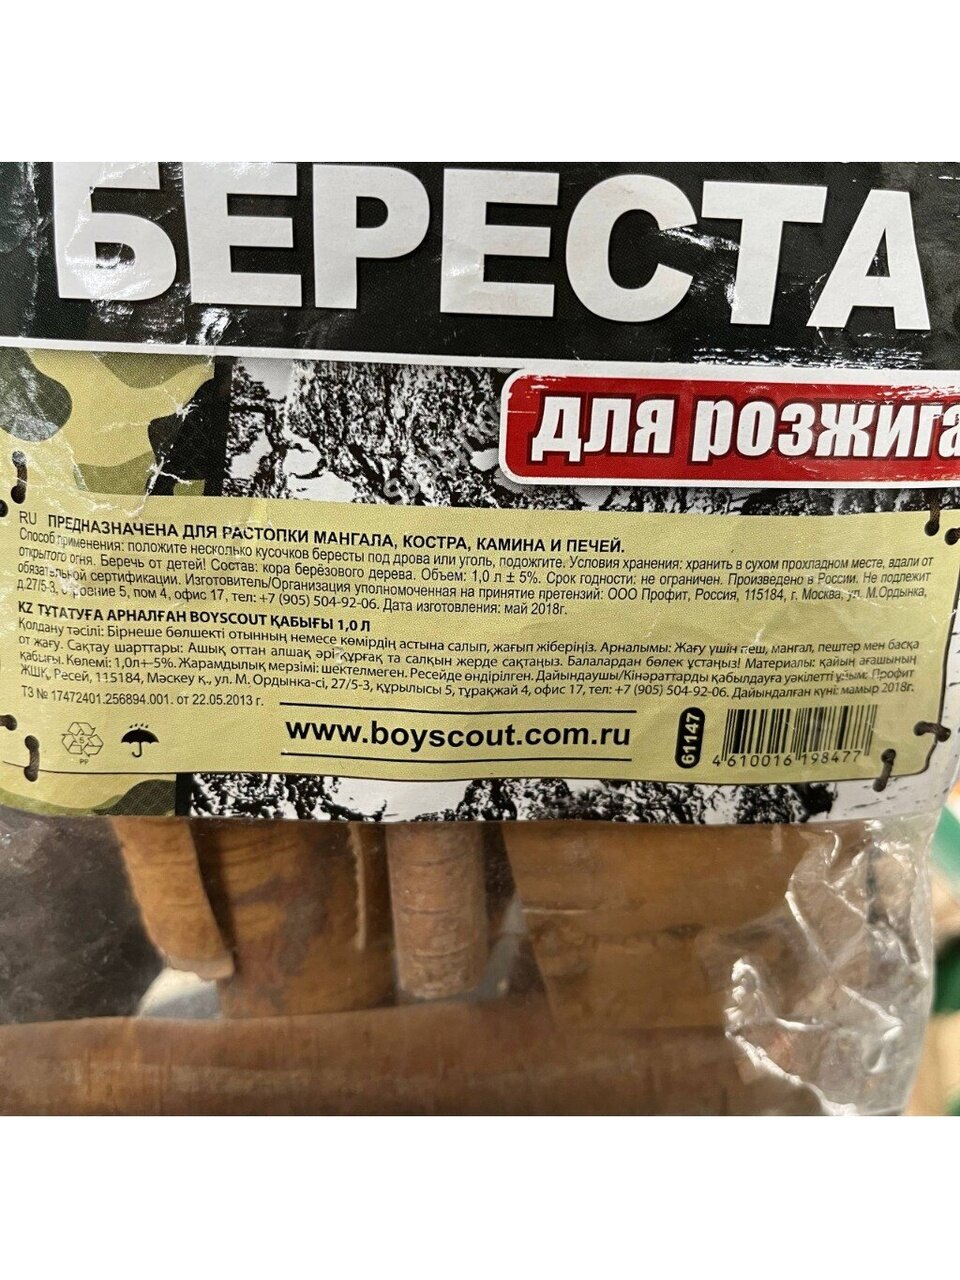 БЕРЕСТА
для розжига
RU ПРЕДНАЗНАЧЕНА ДЛЯ РАСТОПКИ МАНГАЛА, КОСТРА, КАМИНА И ПЕЧЕЙ.
Способ применения: положите несколько кусочков бересты под дрова или уголь, подожгите. Условия хранения: хранить в сухом прохладном месте, вдали от
открытого огня. Беречь от детей! Состав: кора берёзового дерева. Объем: 1,0 л ± 5%. Срок годности: не ограничен. Произведено в России. Не подлежит
обязательной сертификации. Изготовитель/Организация уполномоченная на принятие претензий: ООО Профит, Россия, 115184, г. Москва, ул. М.Ордынка,
д.27/5-3, строение 5, пом 4, офис 17, тел: +7 (905) 504-92-06. Дата изготовления: май 2018г.
KZ ТҰТАТУҒА АРНАЛҒАН BOYSCOUT ҚАБЫҒЫ 1,0 Л
Қолдану тәсілі: Бірнеше бөлшекті отынның немесе көмірдің астына салып, жағып жіберіңіз. Арналымы: Жағу үшін пеш, мангал, пештер мен басқа
от жағу. Сақтау шарттары: Ашық оттан алшақ әрі құрғақ та салқын жерде сақтаңыз. Балалардан бөлек ұстаңыз! Материалы: қайың ағашының
қабығы. Көлемі: 1,0л+-5%. Жарамдылық мерзімі: шектелмеген. Ресейде өндірілген. Дайындаушы/Кінараттарды қабылдауға уәкілетті ұйым: Профит
ЖШҚ, Ресей, 115184, Мәскеу қ., ул. М. Ордынка-сі, 27/5-3, құрылысы 5, тұрақжай 4, офис 17, тел: +7 (905) 504-92-06. Дайындалған күні: мамыр 2018г.
ТЗ № 17472401.256894.001. от 22.05.2013 г.
5
PP
www.boyscout.com.ru
61147
4 610016 198477